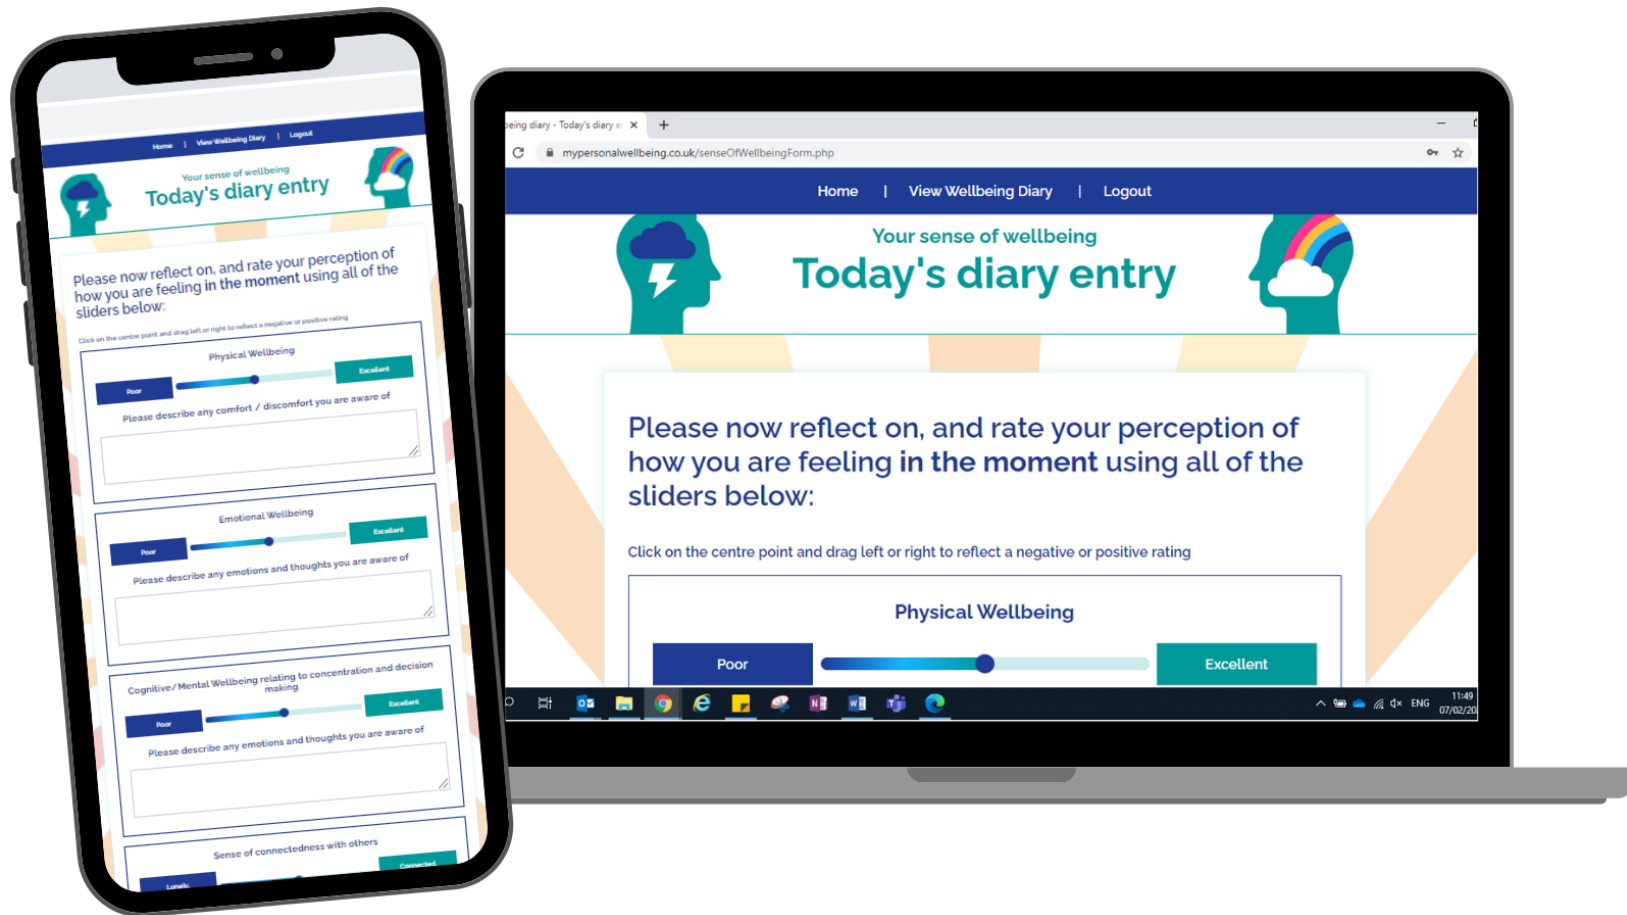 Home | View Wellbeing Diary | Logout
Your sense of wellbeing
Today's diary entry
Please now reflect on, and rate your perception of
how you are feeling in the moment using all of the
sliders below:
Click on the centre point and drag left or right to reflect a negative or positive rating
Physical Wellbeing
Poor
Excellent
Please describe any comfort / discomfort you are aware of
Emotional Wellbeing
Poor
Excellent
Please describe any emotions and thoughts you are aware of
Cognitive/Mental Wellbeing relating to concentration and decision
making
Poor
Excellent
Please describe any emotions and thoughts you are aware of
Sense of connectedness with others
Lonely
Connected
being diary - Today's diary e
mypersonalwellbeing.co.uk/senseOfWellbeingForm.php
Home | View Wellbeing Diary | Logout
Your sense of wellbeing
Today's diary entry
Please now reflect on, and rate your perception of
how you are feeling in the moment using all of the
sliders below:
Click on the centre point and drag left or right to reflect a negative or positive rating
Physical Wellbeing
Poor
Excellent
ENG
11:49
07/02/20